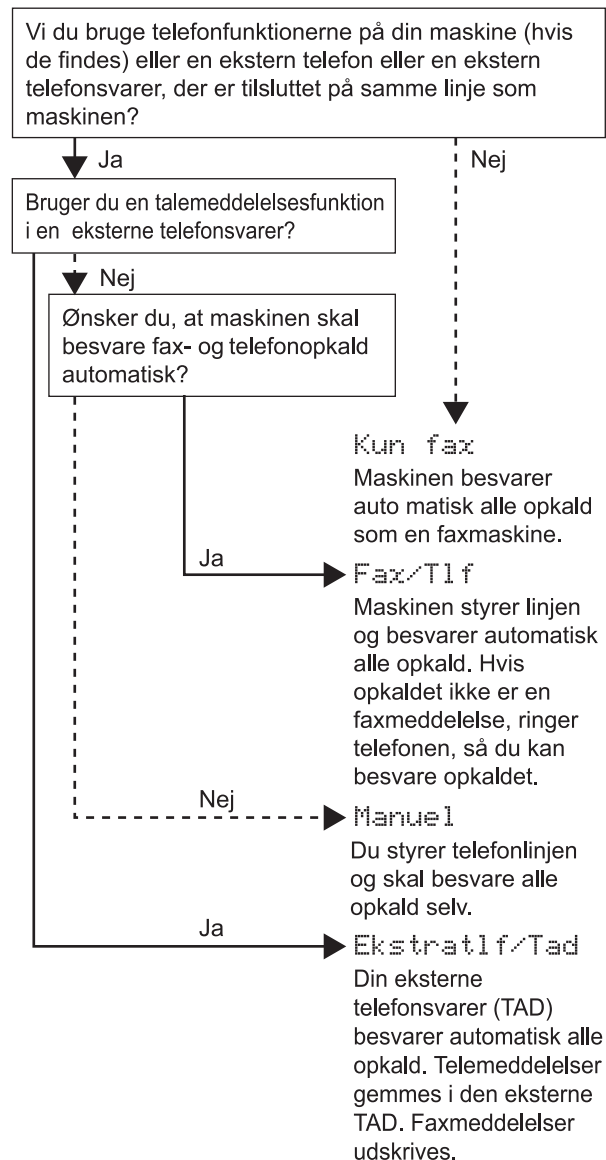 Vi du bruge telefonfunktionerne på din maskine (hvis
de findes) eller en ekstern telefon eller en ekstern
telefonsvarer, der er tilsluttet på samme linje som
maskinen?
Ja
Nej
Bruger du en talemeddelelsesfunktion
i en eksterne telefonsvarer?
Nej
Ønsker du, at maskinen skal
besvare fax- og telefonopkald
automatisk?
Kun fax
Maskinen besvarer
auto matisk alle opkald
som en faxmaskine.
Ja
Fax/Tlf
Maskinen styrer linjen
og besvarer automatisk
alle opkald. Hvis
opkaldet ikke er en
faxmeddelelse, ringer
telefonen, så du kan
besvare opkaldet.
Nej
Manuel
Du styrer telefonlinjen
og skal besvare alle
opkald selv.
Ja
Ekstratlf/Tad
Din eksterne
telefonsvarer (TAD)
besvarer automatisk alle
opkald. Telemeddelelser
gemmes i den eksterne
TAD. Faxmeddelelser
udskrives.